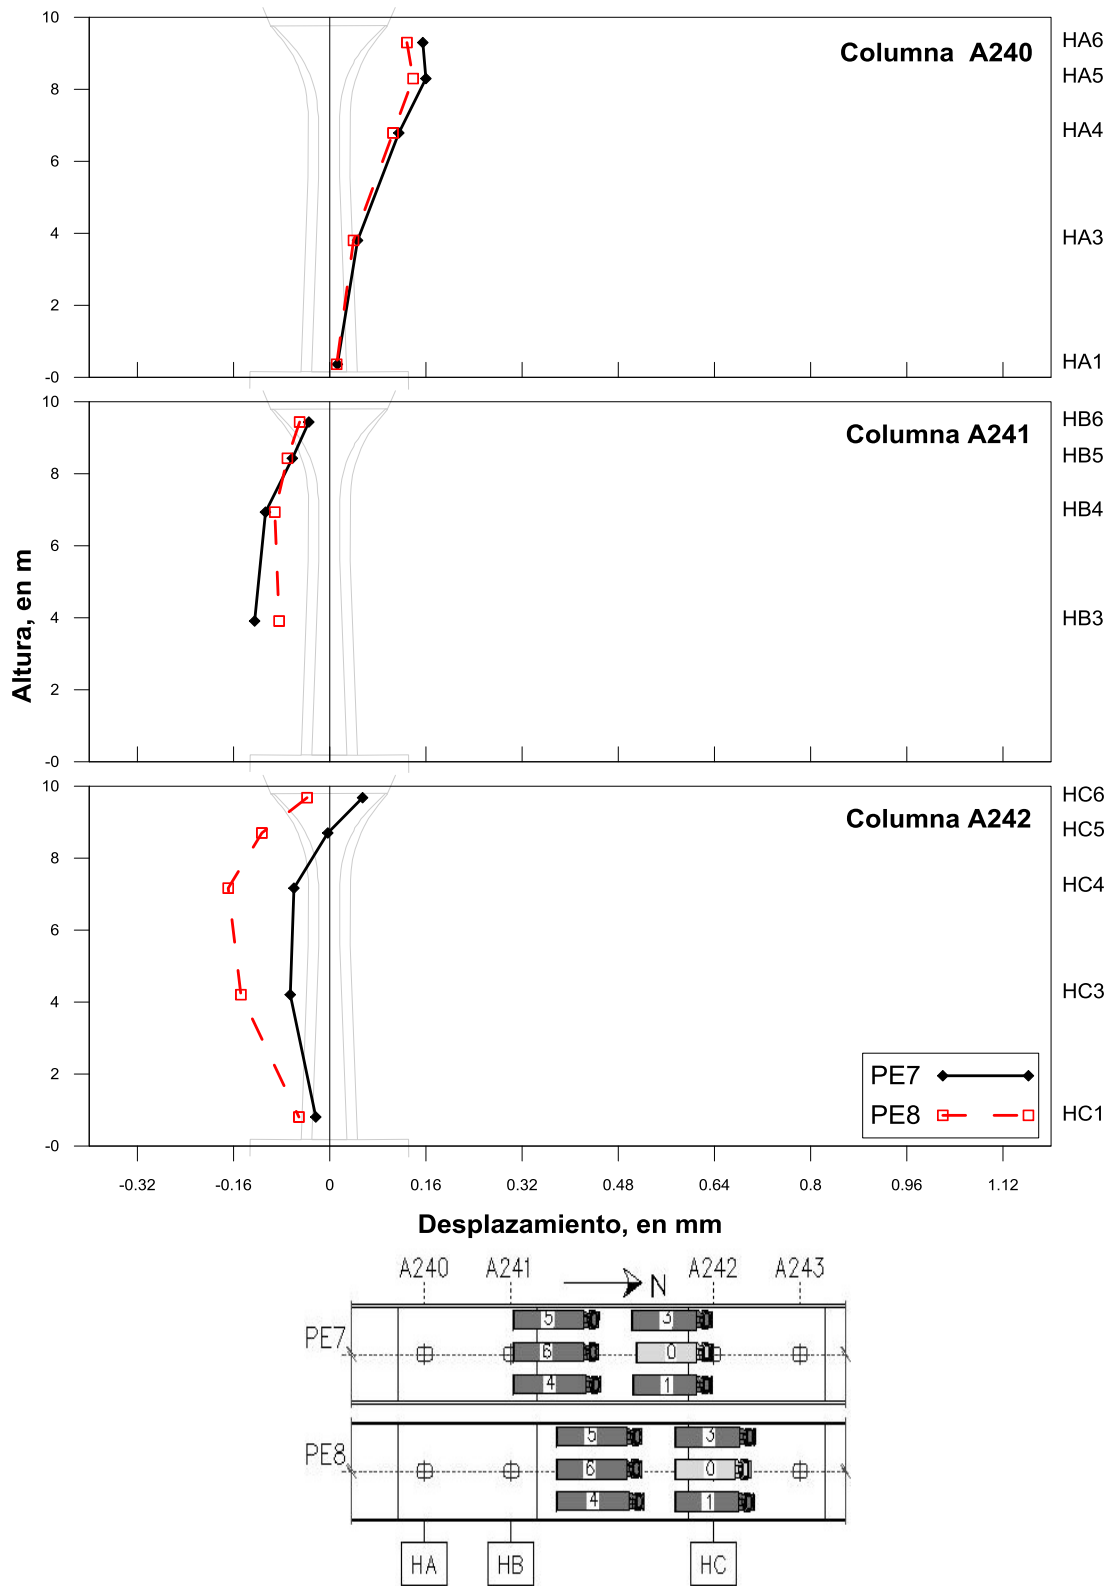 10
8
6
4
2
-0
Columna A240
HA6
HA5
HA4
HA3
HA1
10
8
6
4
2
-0
Columna A241
HB6
HB5
HB4
HB3
Altura, en m
10
8
6
4
2
-0
Columna A242
HC6
HC5
HC4
HC3
HC1
PE7
PE8
-0.32 -0.16 0 0.16 0.32 0.48 0.64 0.8 0.96 1.12
Desplazamiento, en mm
A240 A241 N A242 A243
PE7
5 3
6 0
4 1
PE8
5 3
6 0
4 1
HA HB HC